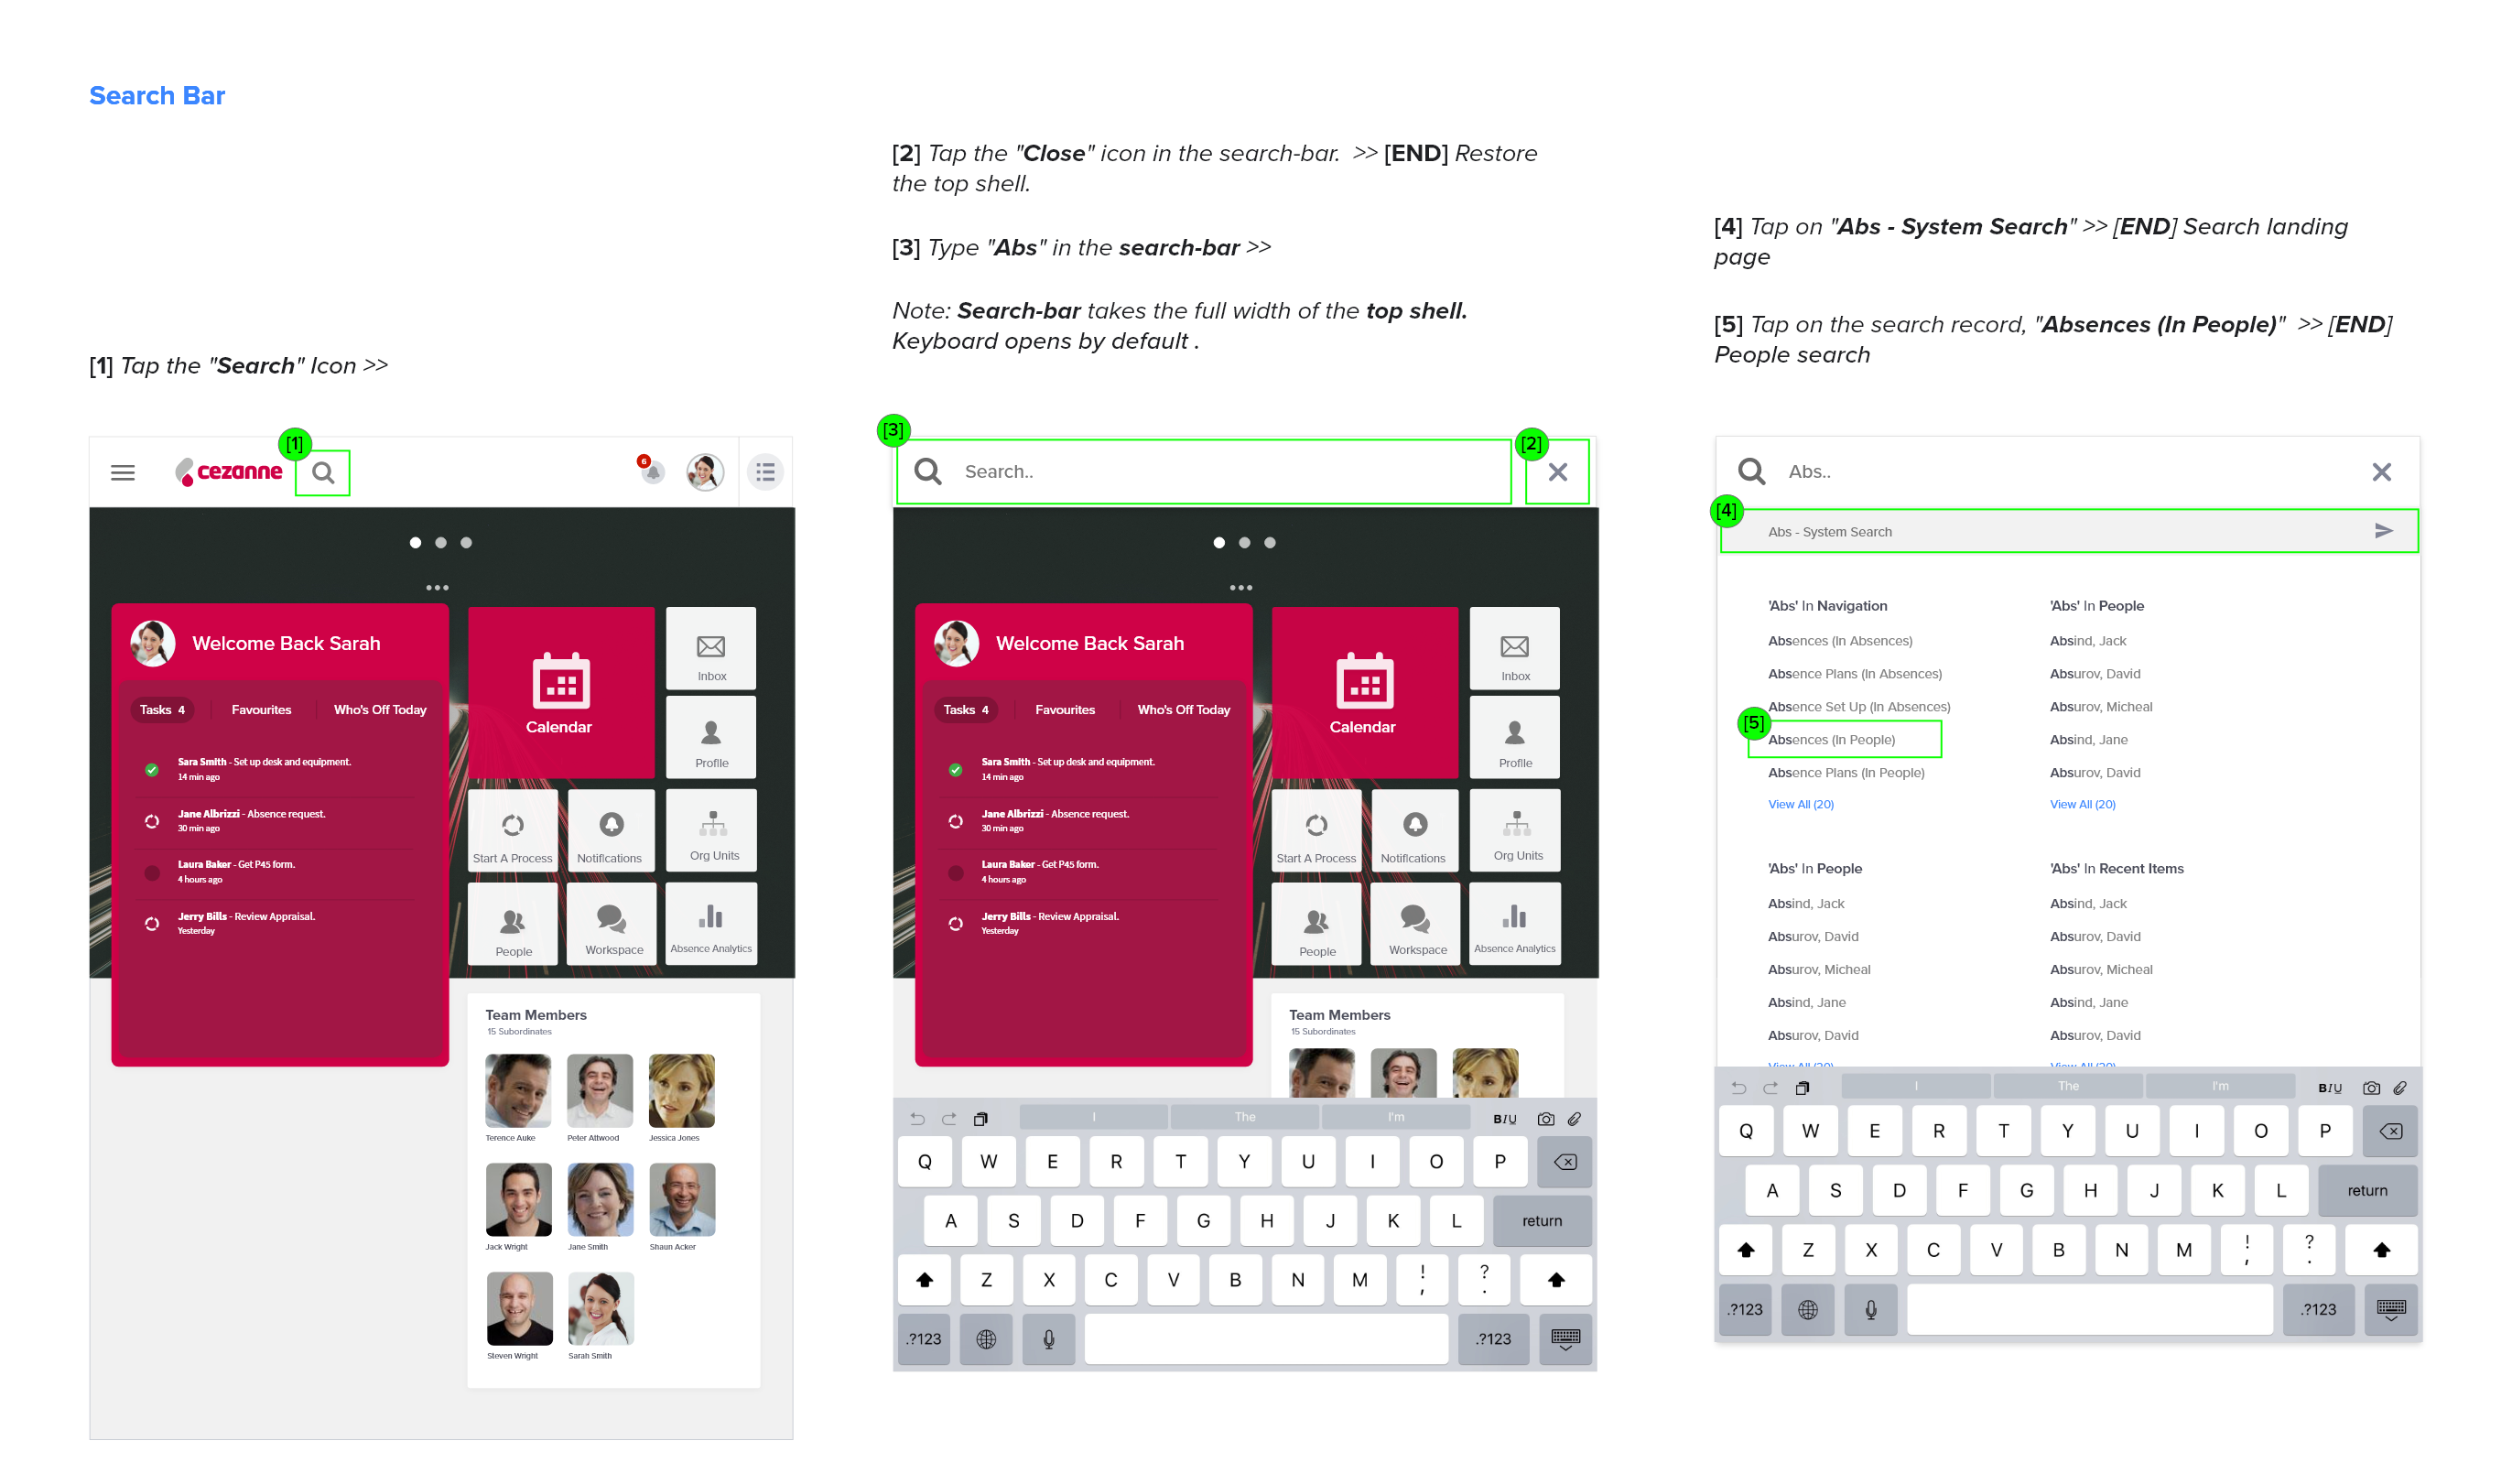 Search Bar
[1] Tap the "Search" Icon >>
[2] Tap the "Close" icon in the search-bar.  >> [END] Restore
the top shell.
[3] Type "Abs" in the search-bar >>
Note: Search-bar takes the full width of the top shell.
Keyboard opens by default .
[4] Tap on "Abs - System Search" >> [END] Search landing
page
[5] Tap on the search record, "Absences (In People)"  >> [END]
People search
[1]
cezanne
6
Welcome Back Sarah
Tasks 4
Favourites
Who's Off Today
Sara Smith - Set up desk and equipment.
14 min ago
Jane Albrizzi - Absence request.
30 min ago
Laura Baker - Get P45 form.
4 hours ago
Jerry Bills - Review Appraisal.
Yesterday
Calendar
Inbox
Profile
Start A Process
Notifications
Org Units
People
Workspace
Absence Analytics
Team Members
15 Subordinates
Terence Auke
Peter Attwood
Jessica Jones
Jack Wright
Jane Smith
Shaun Acker
Steven Wright
Sarah Smith
[3]
[2]
Search..
Welcome Back Sarah
Tasks 4
Favourites
Who's Off Today
Sara Smith - Set up desk and equipment.
14 min ago
Jane Albrizzi - Absence request.
30 min ago
Laura Baker - Get P45 form.
4 hours ago
Jerry Bills - Review Appraisal.
Yesterday
Calendar
Inbox
Profile
Start A Process
Notifications
Org Units
People
Workspace
Absence Analytics
Team Members
15 Subordinates
I The I'm BIU
Q W E R T Y U I O P
A S D F G H J K L return
Z X C V B N M ! , ? .
.?123 .?123
Abs..
[4]
Abs - System Search
'Abs' In Navigation
Absences (In Absences)
Absence Plans (In Absences)
Absence Set Up (In Absences)
[5]
Absences (In People)
Absence Plans (In People)
View All (20)
'Abs' In People
Absind, Jack
Absurov, David
Absurov, Micheal
Absind, Jane
Absurov, David
View All (20)
'Abs' In People
Absind, Jack
Absurov, David
Absurov, Micheal
Absind, Jane
Absurov, David
View All (20)
'Abs' In Recent Items
Absind, Jack
Absurov, David
Absurov, Micheal
Absind, Jane
Absurov, David
View All (20)
I The I'm BIU
Q W E R T Y U I O P
A S D F G H J K L return
Z X C V B N M ! , ? .
.?123 .?123